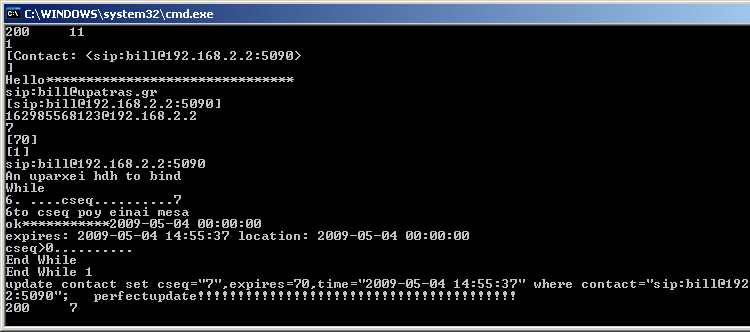 C:\WINDOWS\system32\cmd.exe
200     11
1
[Contact: <sip:bill@192.168.2.2:5090>
]
Hello*******************************
sip:bill@upatras.gr
[sip:bill@192.168.2.2:5090]
162985568123@192.168.2.2
7
[70]
[1]
sip:bill@192.168.2.2:5090
An uparxei hdh to bind
While
6. ....cseq..........7
6to cseq poy einai mesa
ok***********2009-05-04 00:00:00
expires: 2009-05-04 14:55:37 location: 2009-05-04 00:00:00
cseq>0..........
End While
End While 1
update contact set cseq="7",expires=70,time="2009-05-04 14:55:37" where contact="sip:bill@192
2:5090";   perfectupdate!!!!!!!!!!!!!!!!!!!!!!!!!!!!!!!!!!!!!!!!
200     7